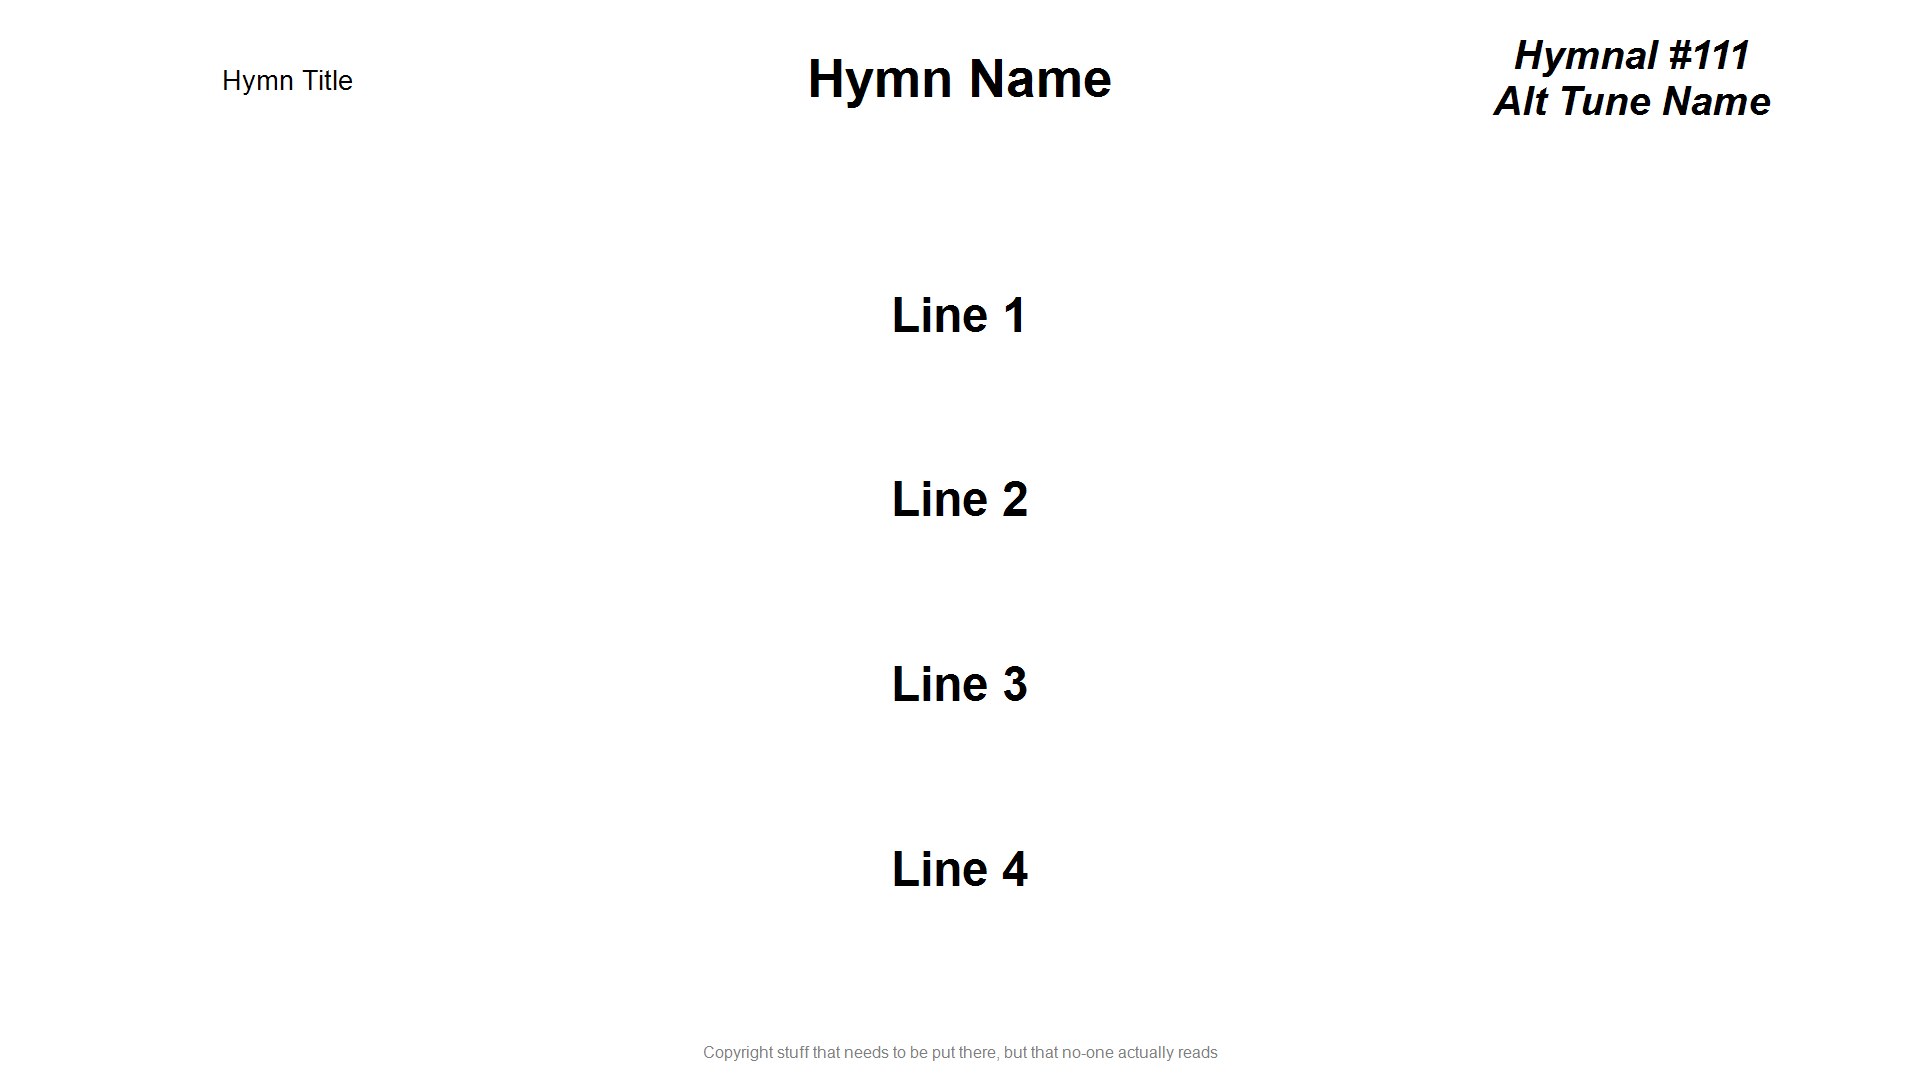 Hymn Title
Hymn Name
Hymnal #111
Alt Tune Name
Line 1
Line 2
Line 3
Line 4
Copyright stuff that needs to be put there, but that no-one actually reads